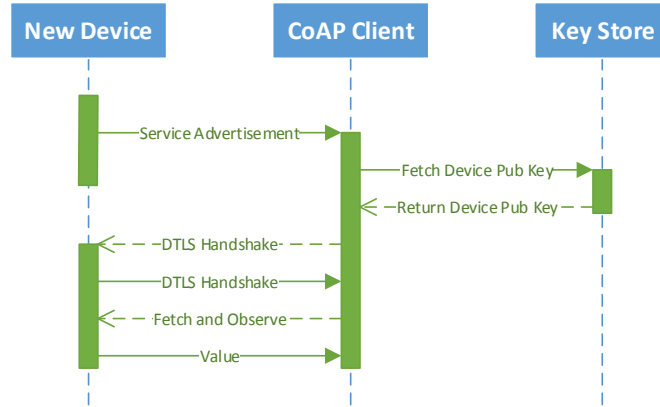 New Device
CoAP Client
Key Store
Service Advertisement
Fetch Device Pub Key
Return Device Pub Key
DTLS Handshake
DTLS Handshake
Fetch and Observe
Value